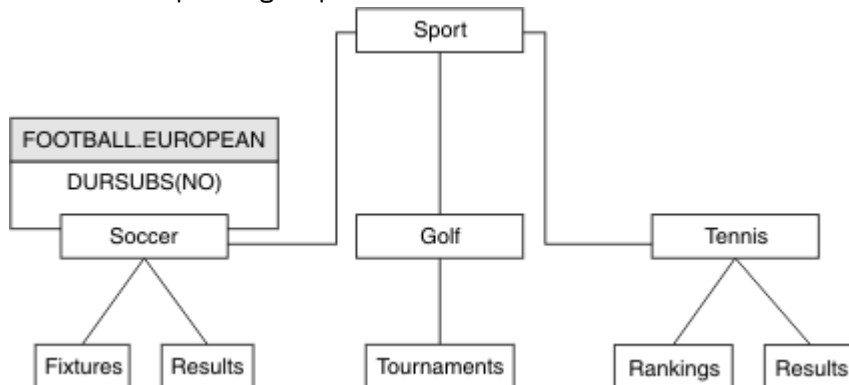 Sport
FOOTBALL.EUROPEAN
DURSUBS(NO)
Soccer
Golf
Tennis
Fixtures
Results
Tournaments
Rankings
Results